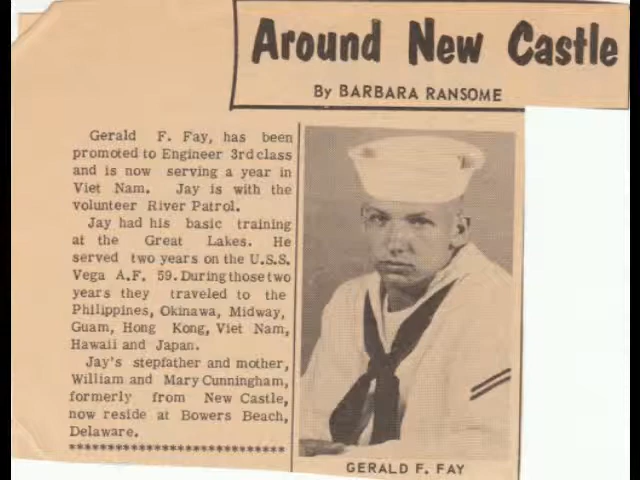 Around New Castle
By BARBARA RANSOME
Gerald F. Fay, has been
promoted to Engineer 3rd class
and is now serving a year in
Viet Nam. Jay is with the
volunteer River Patrol.
Jay had his basic training
at the Great Lakes. He
served two years on the U.S.S.
Vega A.F. 59. During those two
years they traveled to the
Philippines, Okinawa, Midway,
Guam, Hong Kong, Viet Nam,
Hawaii and Japan.
Jay's stepfather and mother,
William and Mary Cunningham,
formerly from New Castle,
now reside at Bowers Beach,
Delaware.
***************************
GERALD F. FAY